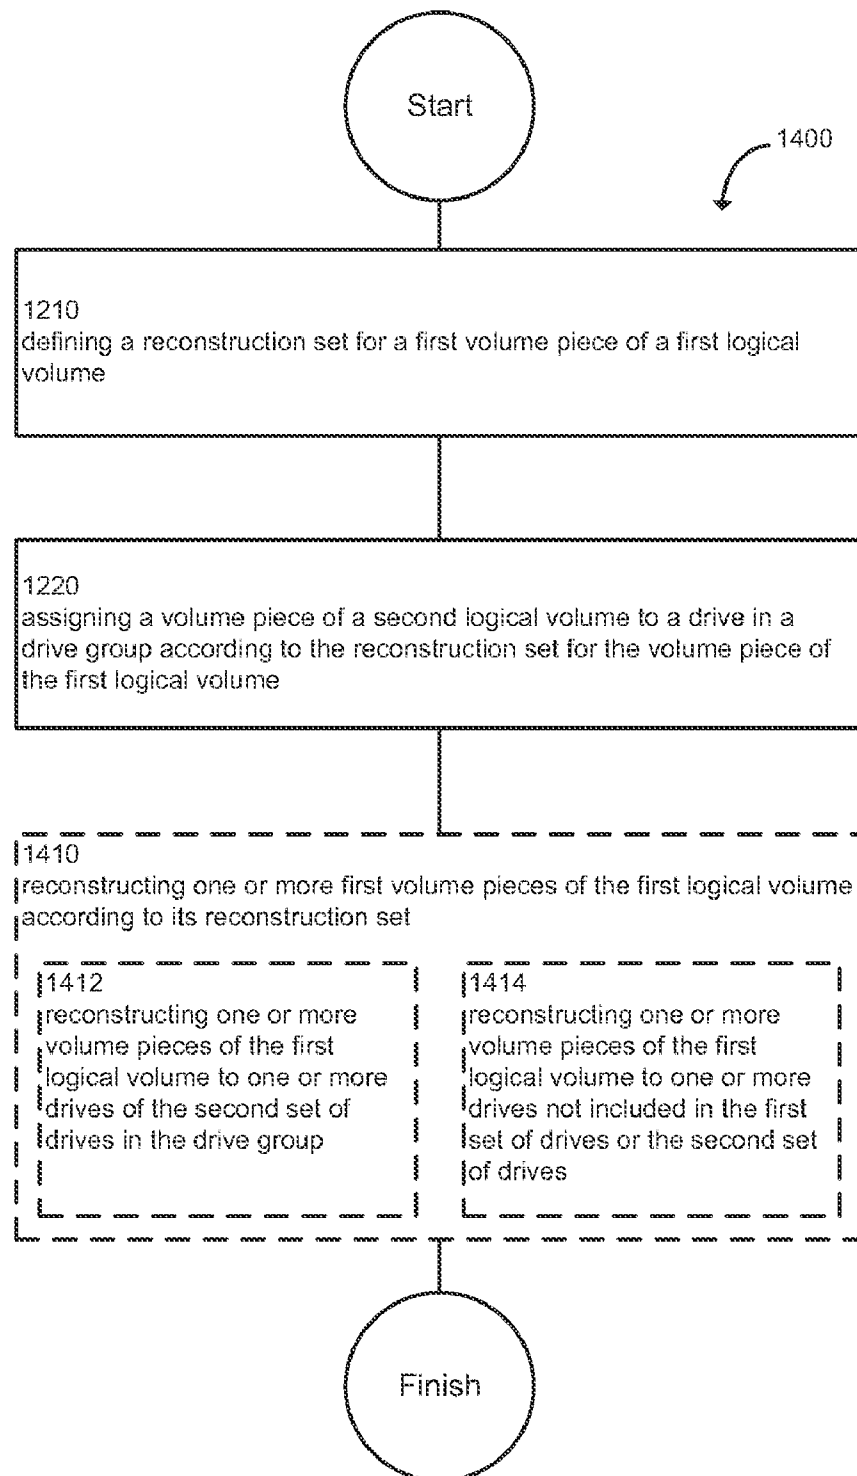 Start
1400
1210
defining a reconstruction set for a first volume piece of a first logical
volume
1220
assigning a volume piece of a second logical volume to a drive in a
drive group according to the reconstruction set for the volume piece of
the first logical volume
1410
reconstructing one or more first volume pieces of the first logical volume
according to its reconstruction set
1412
reconstructing one or more
volume pieces of the first
logical volume to one or more
drives of the second set of
drives in the drive group
1414
reconstructing one or more
volume pieces of the first
logical volume to one or more
drives not included in the first
set of drives or the second set
of drives
Finish